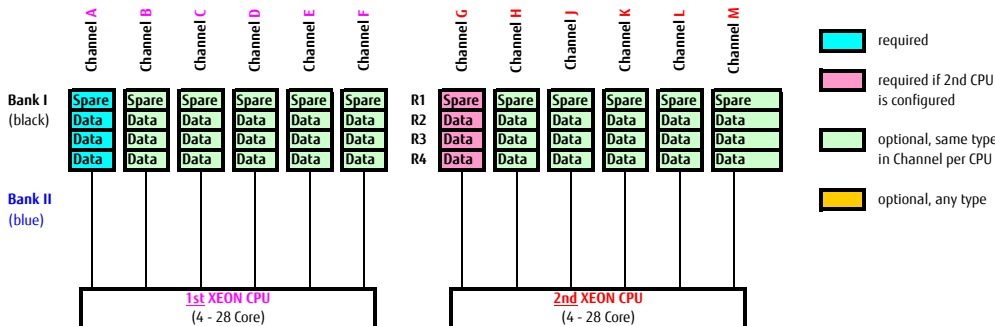 Channel A
Channel B
Channel C
Channel D
Channel E
Channel F
Channel G
Channel H
Channel J
Channel K
Channel L
Channel M
required
required if 2nd CPU
is configured
optional, same type
in Channel per CPU
optional, any type
Bank I
(black)
Spare Spare Spare Spare Spare Spare
Data Data Data Data Data Data
Data Data Data Data Data Data
Data Data Data Data Data Data
R1 Spare Spare Spare Spare Spare Spare
R2 Data Data Data Data Data Data
R3 Data Data Data Data Data Data
R4 Data Data Data Data Data Data
Bank II
(blue)
1st XEON CPU
(4 - 28 Core)
2nd XEON CPU
(4 - 28 Core)